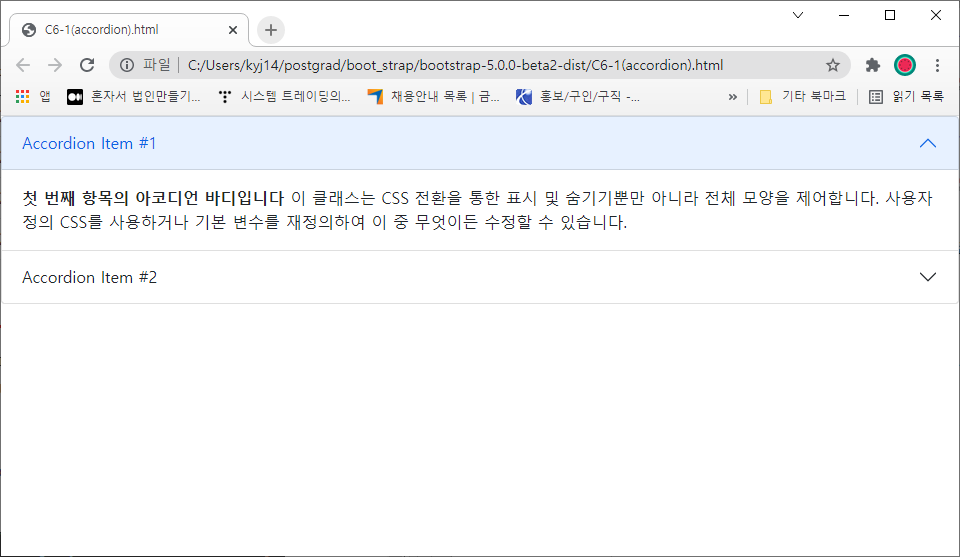 C6-1(accordion).html
파일 | C:/Users/kyj14/postgrad/boot_strap/bootstrap-5.0.0-beta2-dist/C6-1(accordion).html
앱 혼자서 법인만들기... 시스템 트레이딩의... 채용안내 목록 | 금... 홍보/구인/구직 -... » 기타 북마크 읽기 목록
Accordion Item #1
첫 번째 항목의 아코디언 바디입니다 이 클래스는 CSS 전환을 통한 표시 및 숨기기뿐만 아니라 전체 모양을 제어합니다. 사용자
정의 CSS를 사용하거나 기본 변수를 재정의하여 이 중 무엇이든 수정할 수 있습니다.
Accordion Item #2